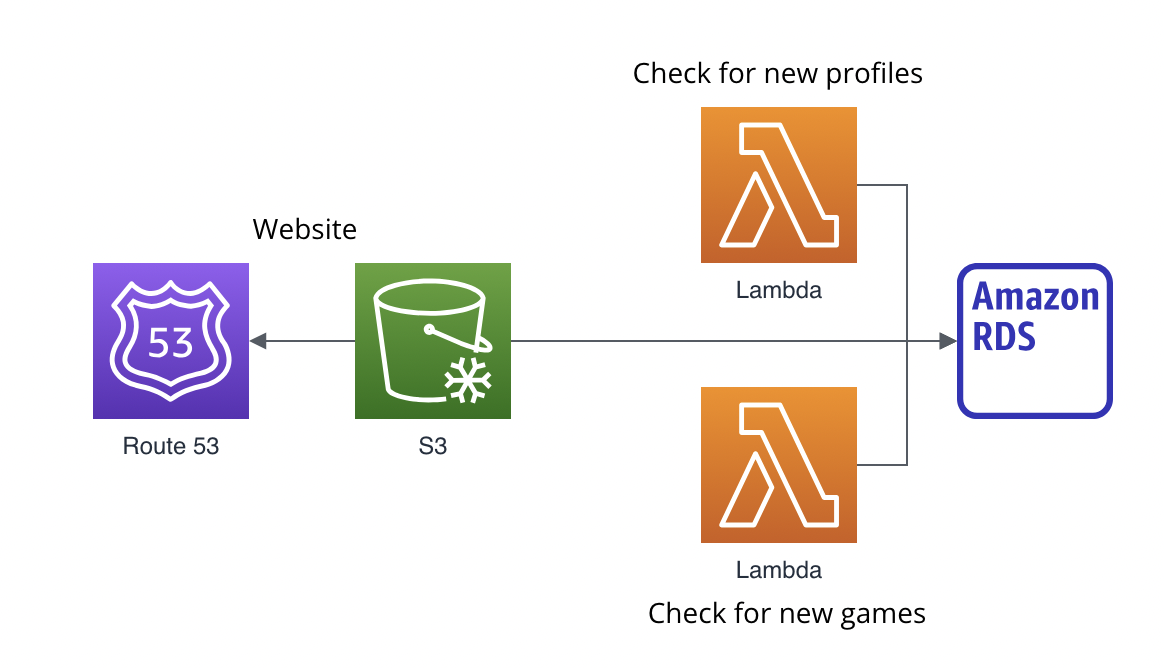 Check for new profiles
Lambda
Website
53
Route 53
S3
Amazon
RDS
Lambda
Check for new games